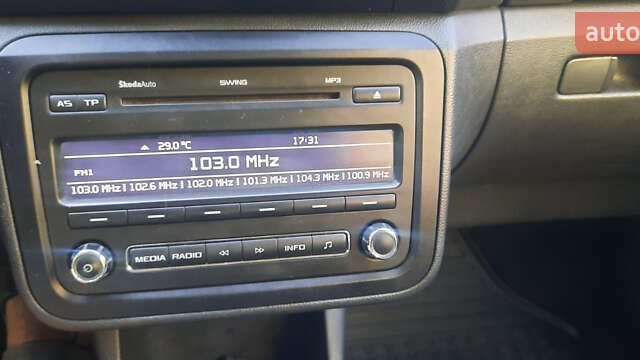 auto
ŠkodaAuto SWING MP3
AS TP
29.0 °C 17:31
103.0 MHz
FM1
103.0 MHz | 102.6 MHz | 102.0 MHz | 101.3 MHz | 104.3 MHz | 100.9 MHz
MEDIA RADIO INFO